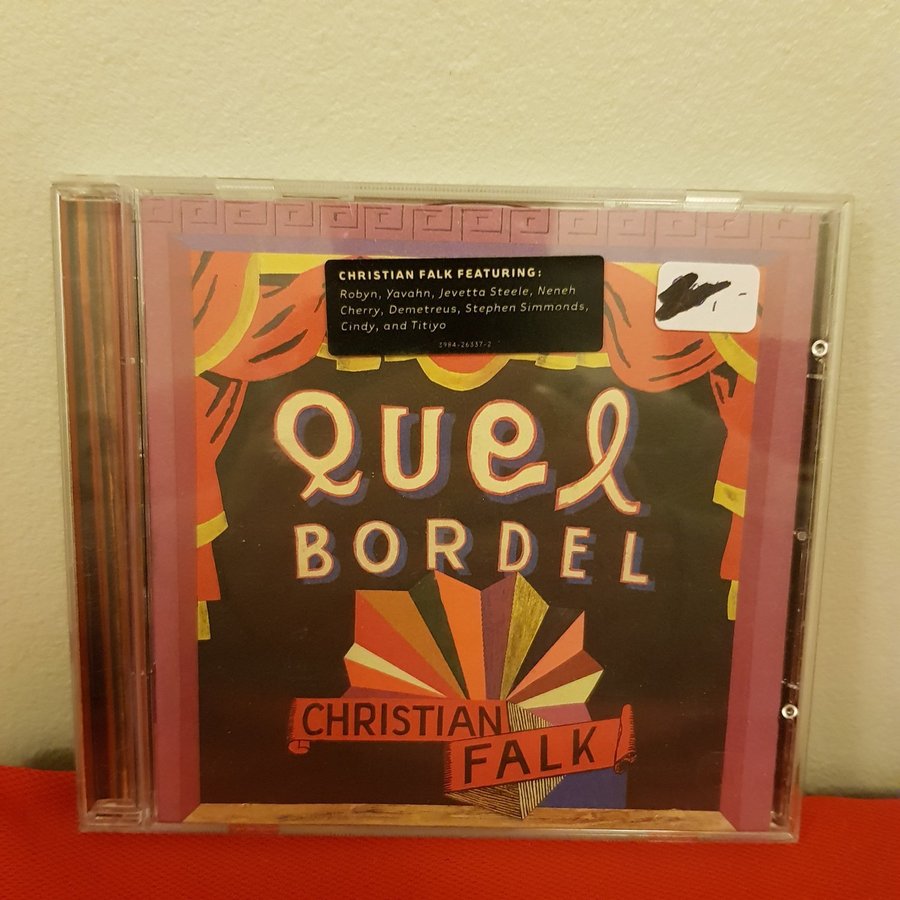 CHRISTIAN FALK FEATURING:
Robyn, Yavahn, Jevetta Steele, Neneh
Cherry, Demetreus, Stephen Simmonds,
Cindy, and Titiyo
3984-26337-2
QUEL
BORDEL
CHRISTIAN
FALK